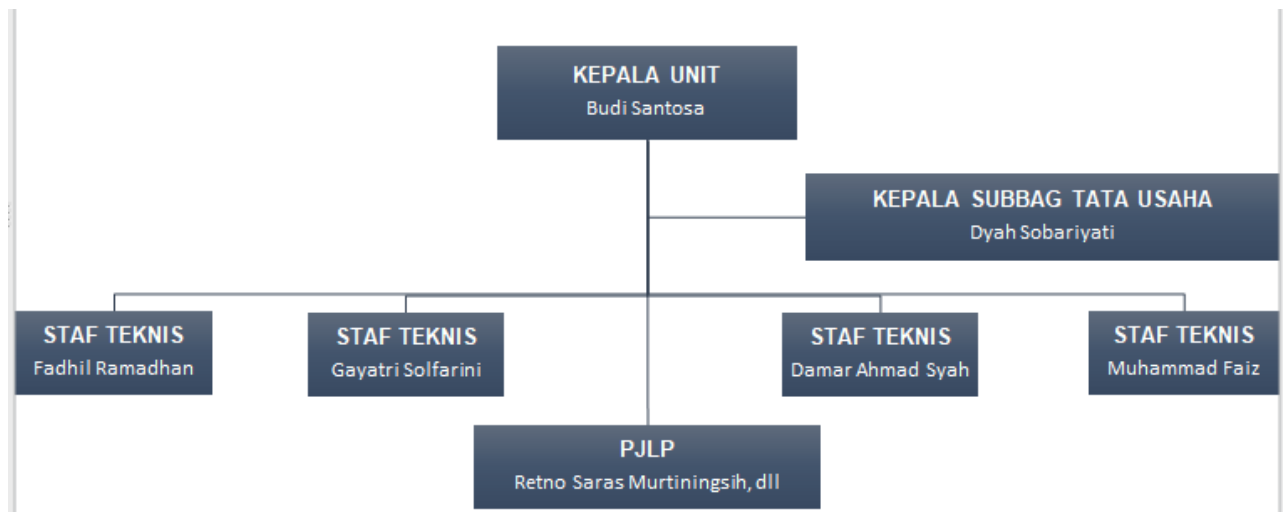 KEPALA UNIT
Budi Santosa
KEPALA SUBBAG TATA USAHA
Dyah Sobariyati
STAF TEKNIS
Fadhil Ramadhan
STAF TEKNIS
Gayatri Solfarini
STAF TEKNIS
Damar Ahmad Syah
STAF TEKNIS
Muhammad Faiz
PJLP
Retno Saras Murtiningsih, dll